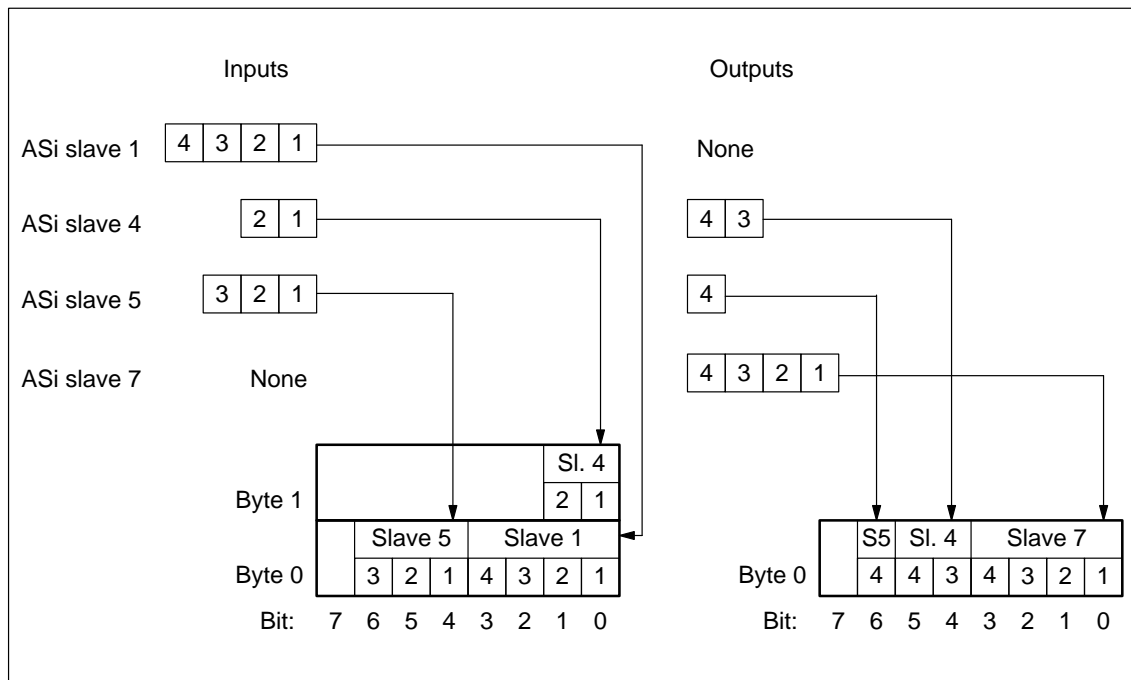 Inputs Outputs
ASi slave 1 4 3 2 1 None
ASi slave 4 2 1 4 3
ASi slave 5 3 2 1 4
ASi slave 7 None 4 3 2 1
Sl. 4
Byte 1 2 1
Slave 5 Slave 1 S5 Sl. 4 Slave 7
Byte 0 3 2 1 4 3 2 1 Byte 0 4 4 3 4 3 2 1
Bit: 7 6 5 4 3 2 1 0 Bit: 7 6 5 4 3 2 1 0